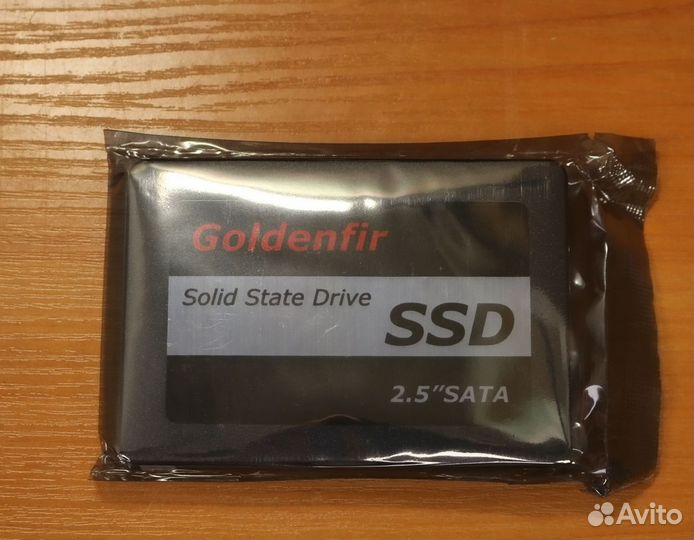 Goldenfir
Solid State Drive
SSD
2.5"SATA
Avito